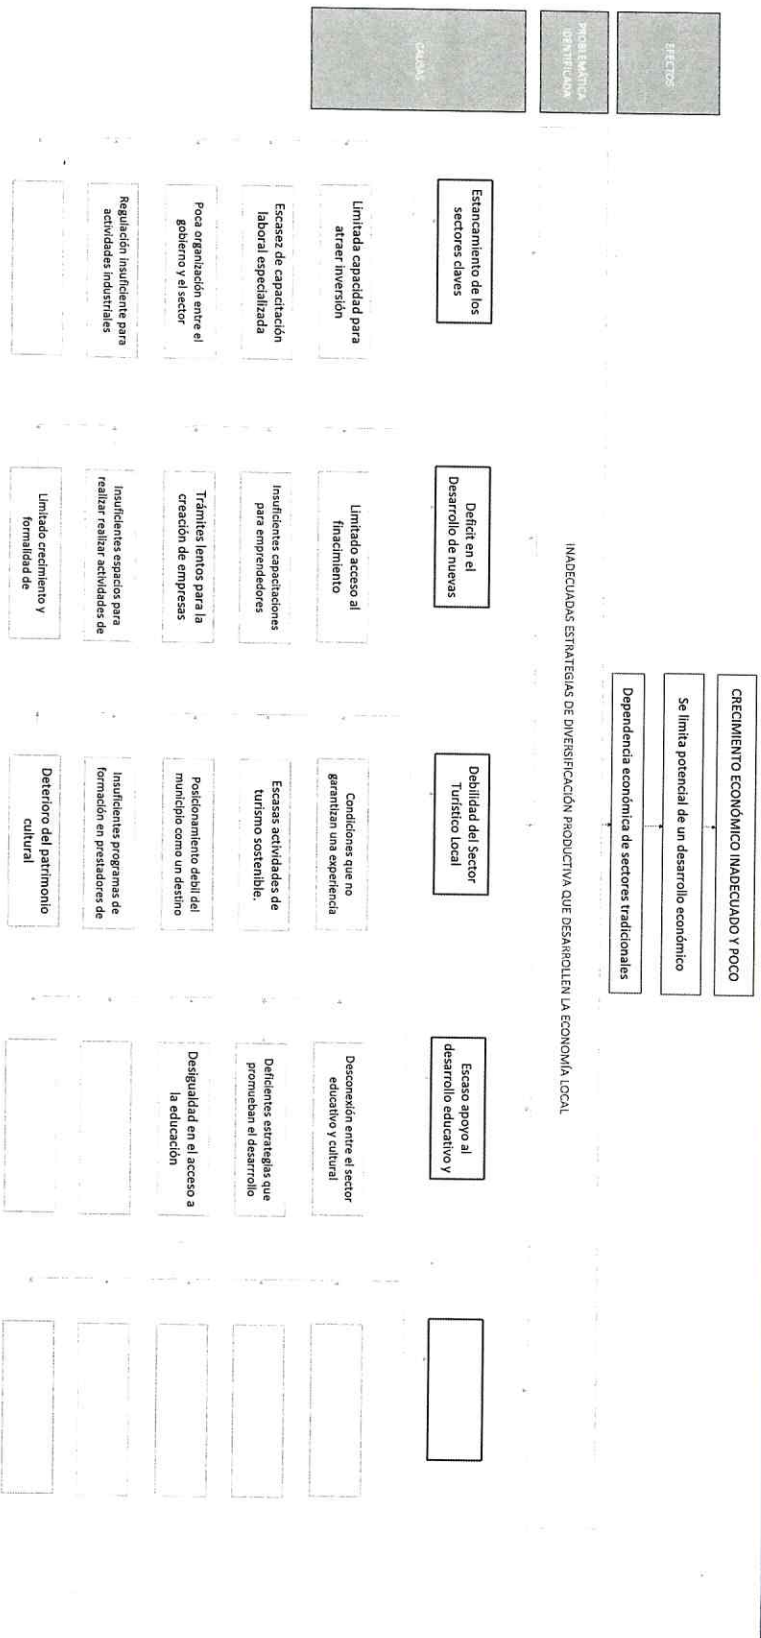 EFECTOS
CRECIMIENTO ECONÓMICO INADECUADO Y POCO
Se limita potencial de un desarrollo económico
Dependencia económica de sectores tradicionales
PROBLEMÁTICA
IDENTIFICADA
INADECUADAS ESTRATEGIAS DE DIVERSIFICACIÓN PRODUCTIVA QUE DESARROLLEN LA ECONOMÍA LOCAL
CAUSAS
Estancamiento de los
sectores claves
Limitada capacidad para
atraer inversión
Escasez de capacitación
laboral especializada
Poca organización entre el
gobierno y el sector
Regulación insuficiente para
actividades industriales
Deficit en el
Desarrollo de nuevas
Limitado acceso al
finacimiento
Insuficientes capacitaciones
para emprendedores
Trámites lentos para la
creación de empresas
Insuficientes espacios para
realizar realizar actividades de
Limitado crecimiento y
formalidad de
Debilidad del Sector
Turístico Local
Condiciones que no
garantizan una experiencia
Escasas actividades de
turismo sostenible.
Posicionamiento debil del
municipio como un destino
Insuficientes programas de
formación en prestadores de
Deterioro del patrimonio
cultural
Escaso apoyo al
desarrollo educativo y
Desconexión entre el sector
educativo y cultural
Deficientes estrategias que
promueban el desarrrollo
Desigualdad en el acceso a
la educación